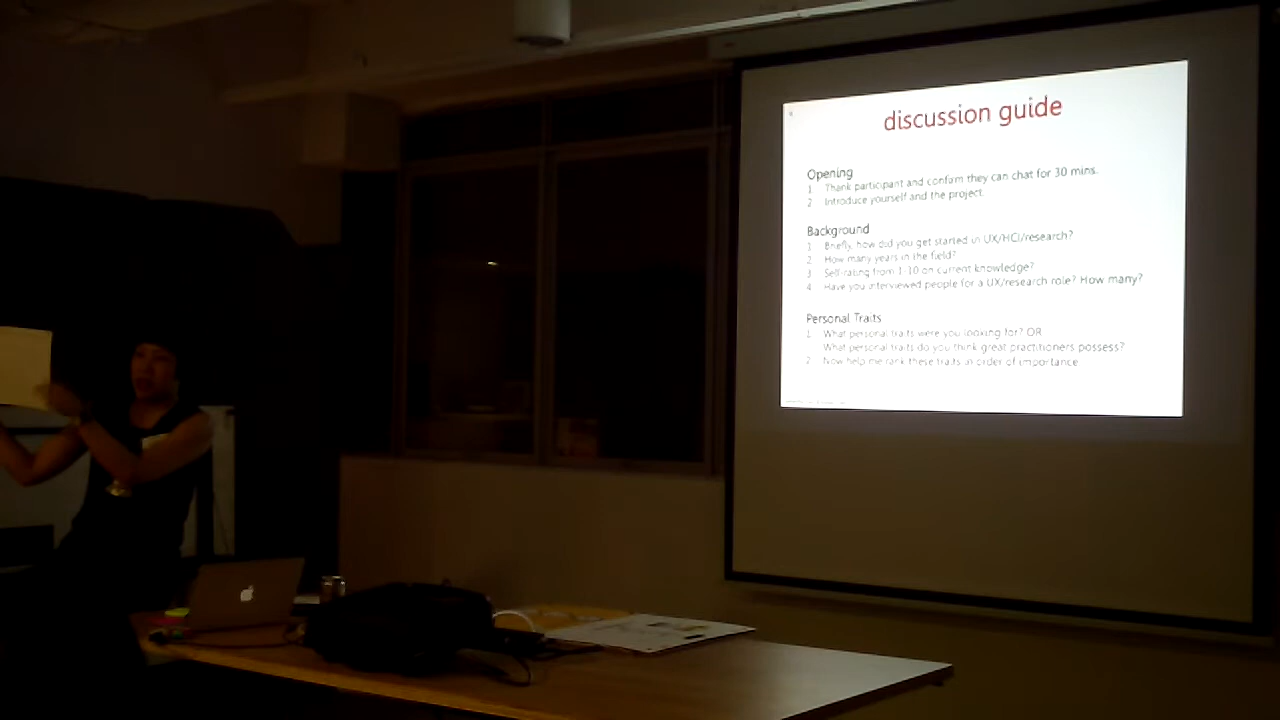 discussion guide
Opening
1 Thank participant and confirm they can chat for 30 mins.
2 Introduce yourself and the project.
Background
1 Briefly, how did you get started in UX/HCI/research?
2 How many years in the field?
3 Self-rating from 1-10 on current knowledge?
4 Have you interviewed people for a UX/research role? How many?
Personal Traits
1 What personal traits were you looking for? OR
What personal traits do you think great practitioners possess?
2 Now help me rank these traits in order of importance